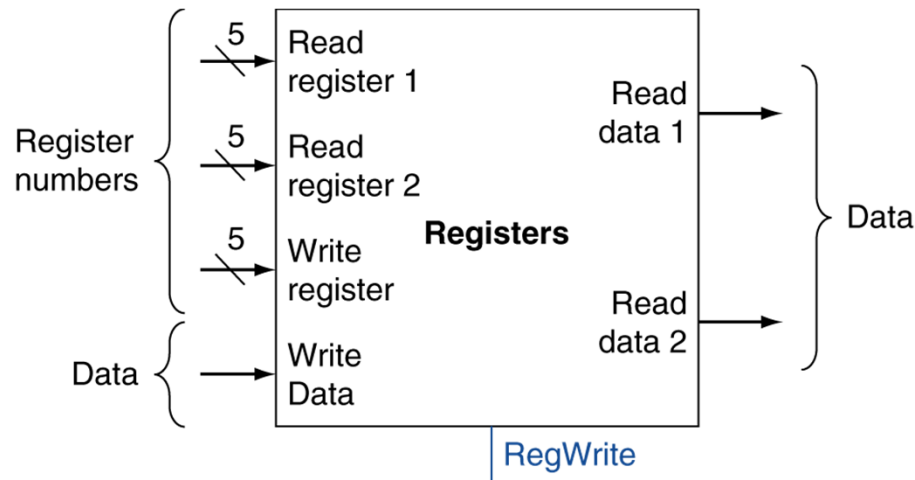 Register
numbers
Data
5
Read
register 1
5
Read
register 2
5
Write
register
Write
Data
Registers
Read
data 1
Read
data 2
Data
RegWrite